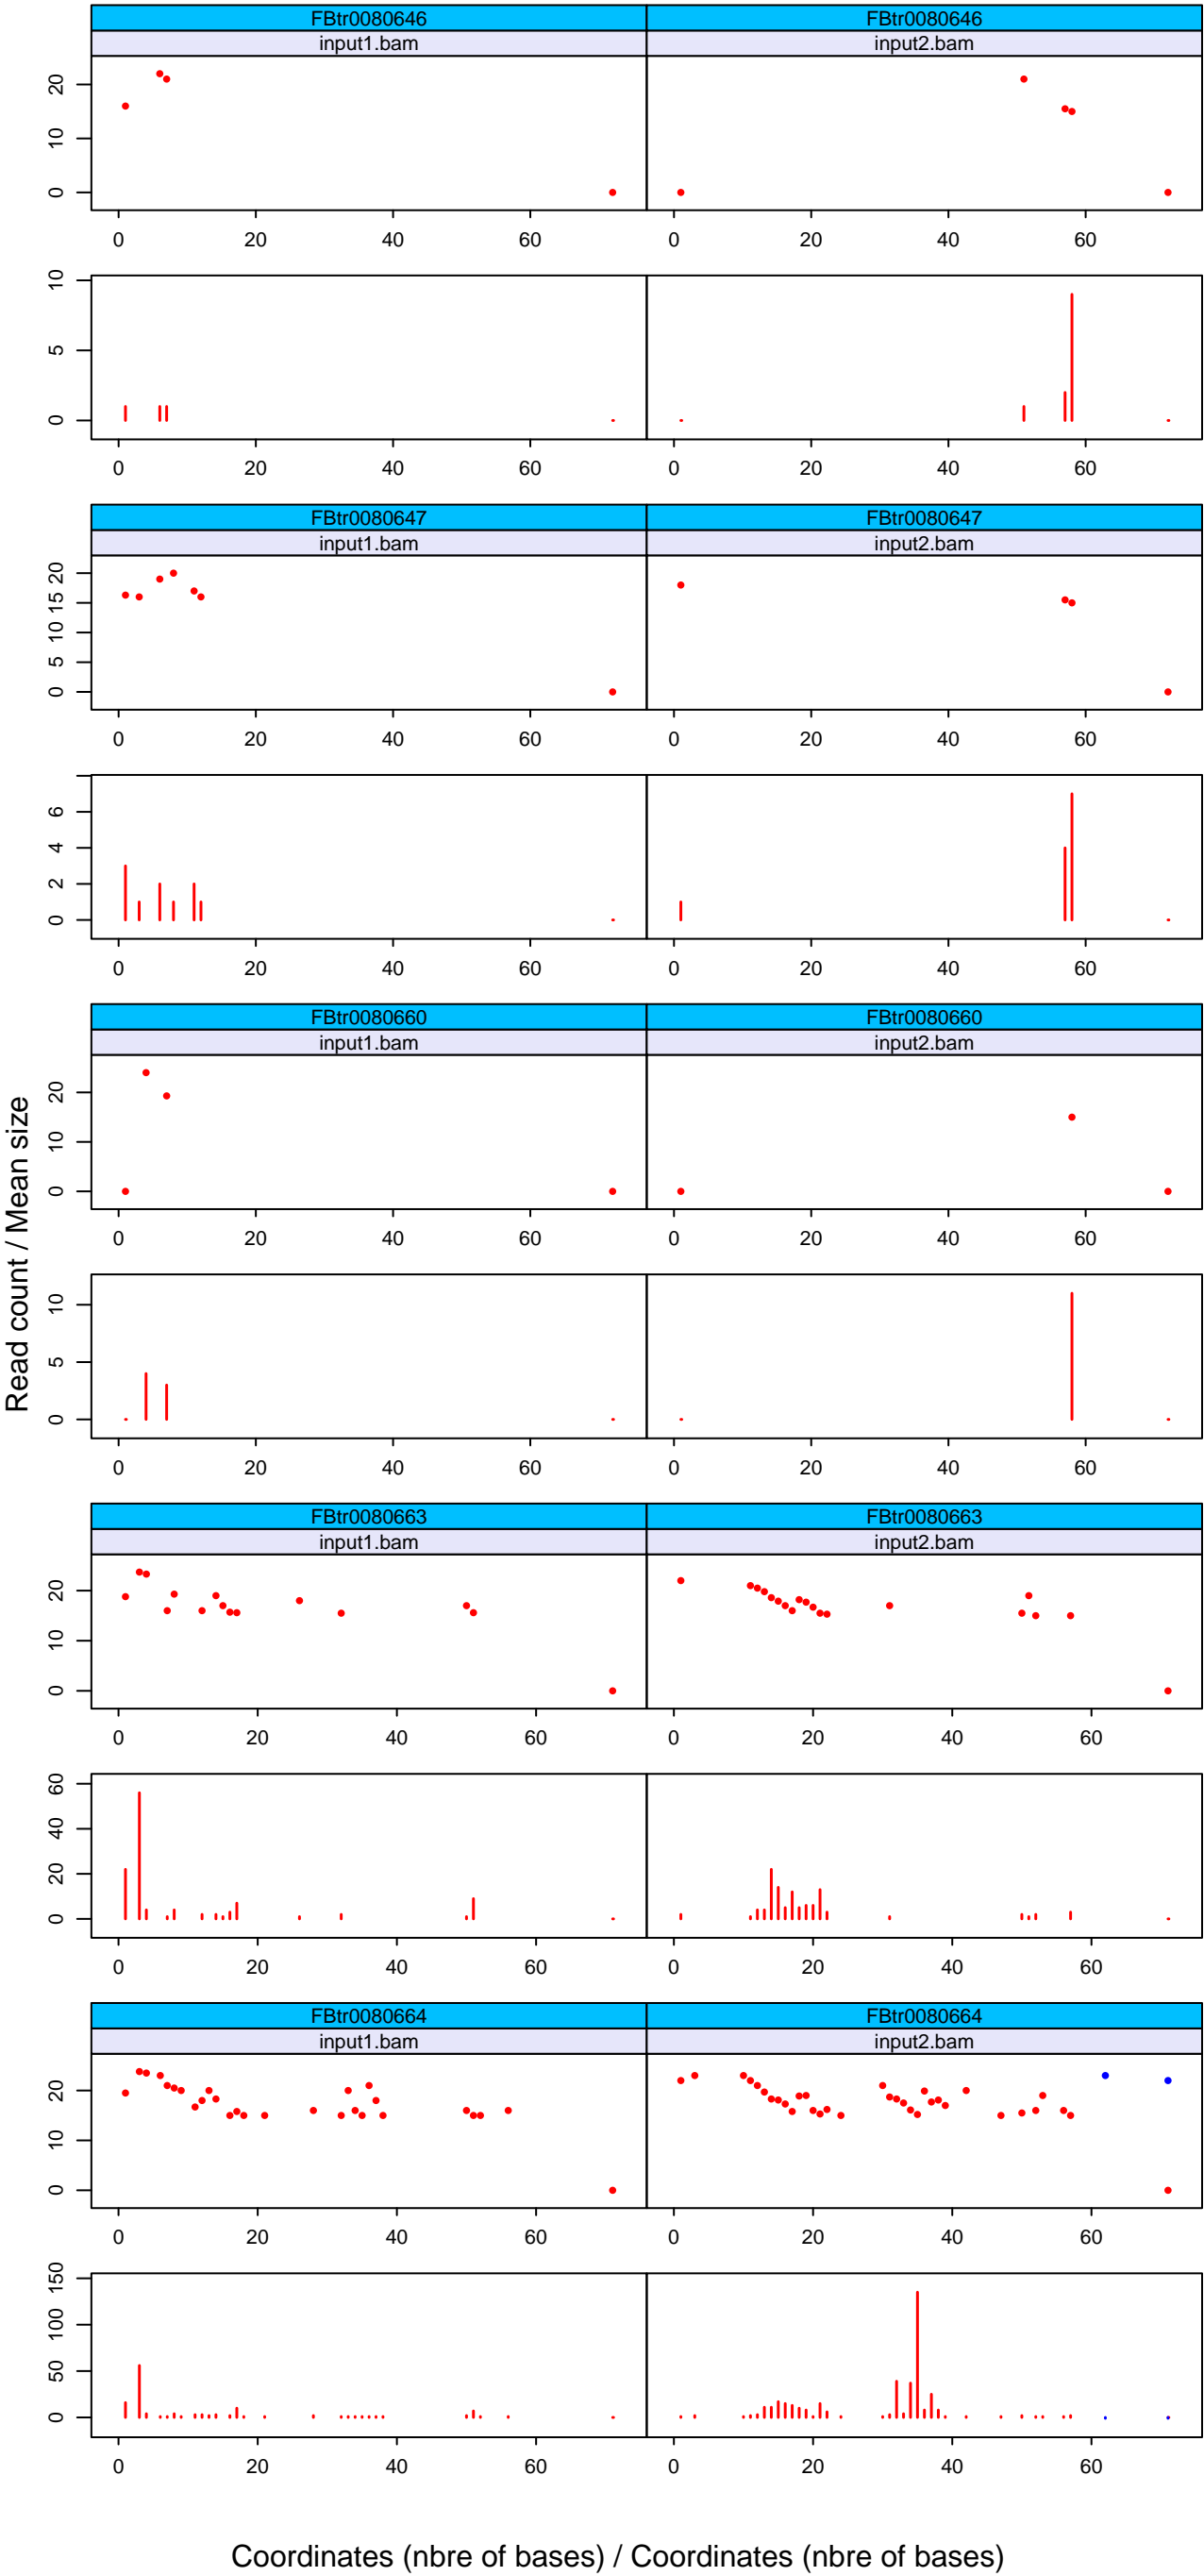 FBtr0080646 FBtr0080646
input1.bam input2.bam
20
10
0
0 20 40 60 0 20 40 60
10
5
0
0 20 40 60 0 20 40 60
FBtr0080647 FBtr0080647
input1.bam input2.bam
20
15
10
5
0
0 20 40 60 0 20 40 60
6
4
2
0
0 20 40 60 0 20 40 60
FBtr0080660 FBtr0080660
input1.bam input2.bam
20
10
0
0 20 40 60 0 20 40 60
Read count / Mean size
10
5
0
0 20 40 60 0 20 40 60
FBtr0080663 FBtr0080663
input1.bam input2.bam
20
10
0
0 20 40 60 0 20 40 60
60
40
20
0
0 20 40 60 0 20 40 60
FBtr0080664 FBtr0080664
input1.bam input2.bam
20
10
0
0 20 40 60 0 20 40 60
150
100
50
0
0 20 40 60 0 20 40 60
Coordinates (nbre of bases) / Coordinates (nbre of bases)